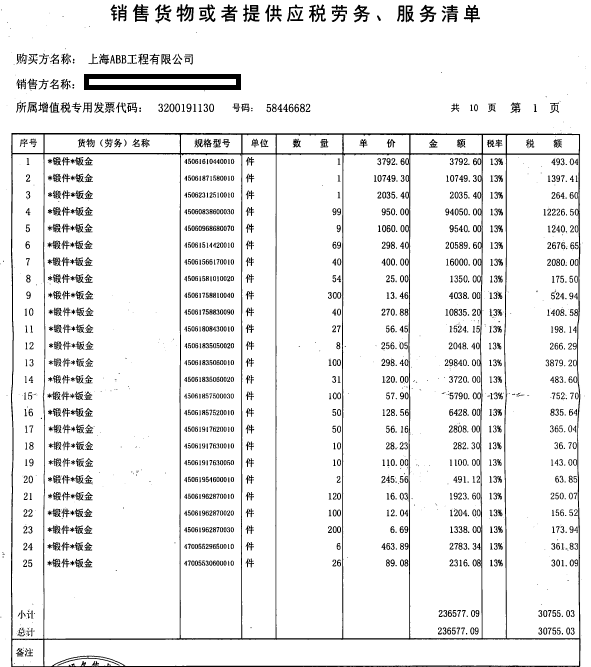 销售货物或者提供应税劳务、服务清单
购买方名称: 上海ABB工程有限公司
销售方名称:
所属增值税专用发票代码: 3200191130 号码: 58446682 共 10 页 第 1 页
序号 货物(劳务)名称 规格型号 单位 数 量 单 价 金 额 税率 税 额
1 *锻件*钣金 45061610440010 件 1 3792.60 3792.60 13% 493.04
2 *锻件*钣金 45061871580010 件 1 10749.30 10749.30 13% 1397.41
3 *锻件*钣金 45062312510010 件 1 2035.40 2035.40 13% 264.60
4 *锻件*钣金 45060838600030 件 99 950.00 94050.00 13% 12226.50
5 *锻件*钣金 45060968680070 件 9 1060.00 9540.00 13% 1240.20
6 *锻件*钣金 45061514420010 件 69 298.40 20589.60 13% 2676.65
7 *锻件*钣金 45061566170010 件 40 400.00 16000.00 13% 2080.00
8 *锻件*钣金 45061581010020 件 54 25.00 1350.00 13% 175.50
9 *锻件*钣金 45061758810040 件 300 13.46 4038.00 13% 524.94
10 *锻件*钣金 45061758830090 件 40 270.88 10835.20 13% 1408.58
11 *锻件*钣金 45061808430010 件 27 56.45 1524.15 13% 198.14
12 *锻件*钣金 45061835050020 件 8 256.05 2048.40 13% 266.29
13 *锻件*钣金 45061835060010 件 100 298.40 29840.00 13% 3879.20
14 *锻件*钣金 45061835060020 件 31 120.00 3720.00 13% 483.60
15 *锻件*钣金 45061857500030 件 100 57.90 5790.00 13% 752.70
16 *锻件*钣金 45061857520010 件 50 128.56 6428.00 13% 835.64
17 *锻件*钣金 45061917620010 件 50 56.16 2808.00 13% 365.04
18 *锻件*钣金 45061917630010 件 10 28.23 282.30 13% 36.70
19 *锻件*钣金 45061917630050 件 10 110.00 1100.00 13% 143.00
20 *锻件*钣金 45061954600010 件 2 245.56 491.12 13% 63.85
21 *锻件*钣金 45061962870010 件 120 16.03 1923.60 13% 250.07
22 *锻件*钣金 45061962870020 件 100 12.04 1204.00 13% 156.52
23 *锻件*钣金 45061962870030 件 200 6.69 1338.00 13% 173.94
24 *锻件*钣金 47005529650010 件 6 463.89 2783.34 13% 361.83
25 *锻件*钣金 47005530600010 件 26 89.08 2316.08 13% 301.09
小计 236577.09 30755.03
总计 236577.09 30755.03
备注